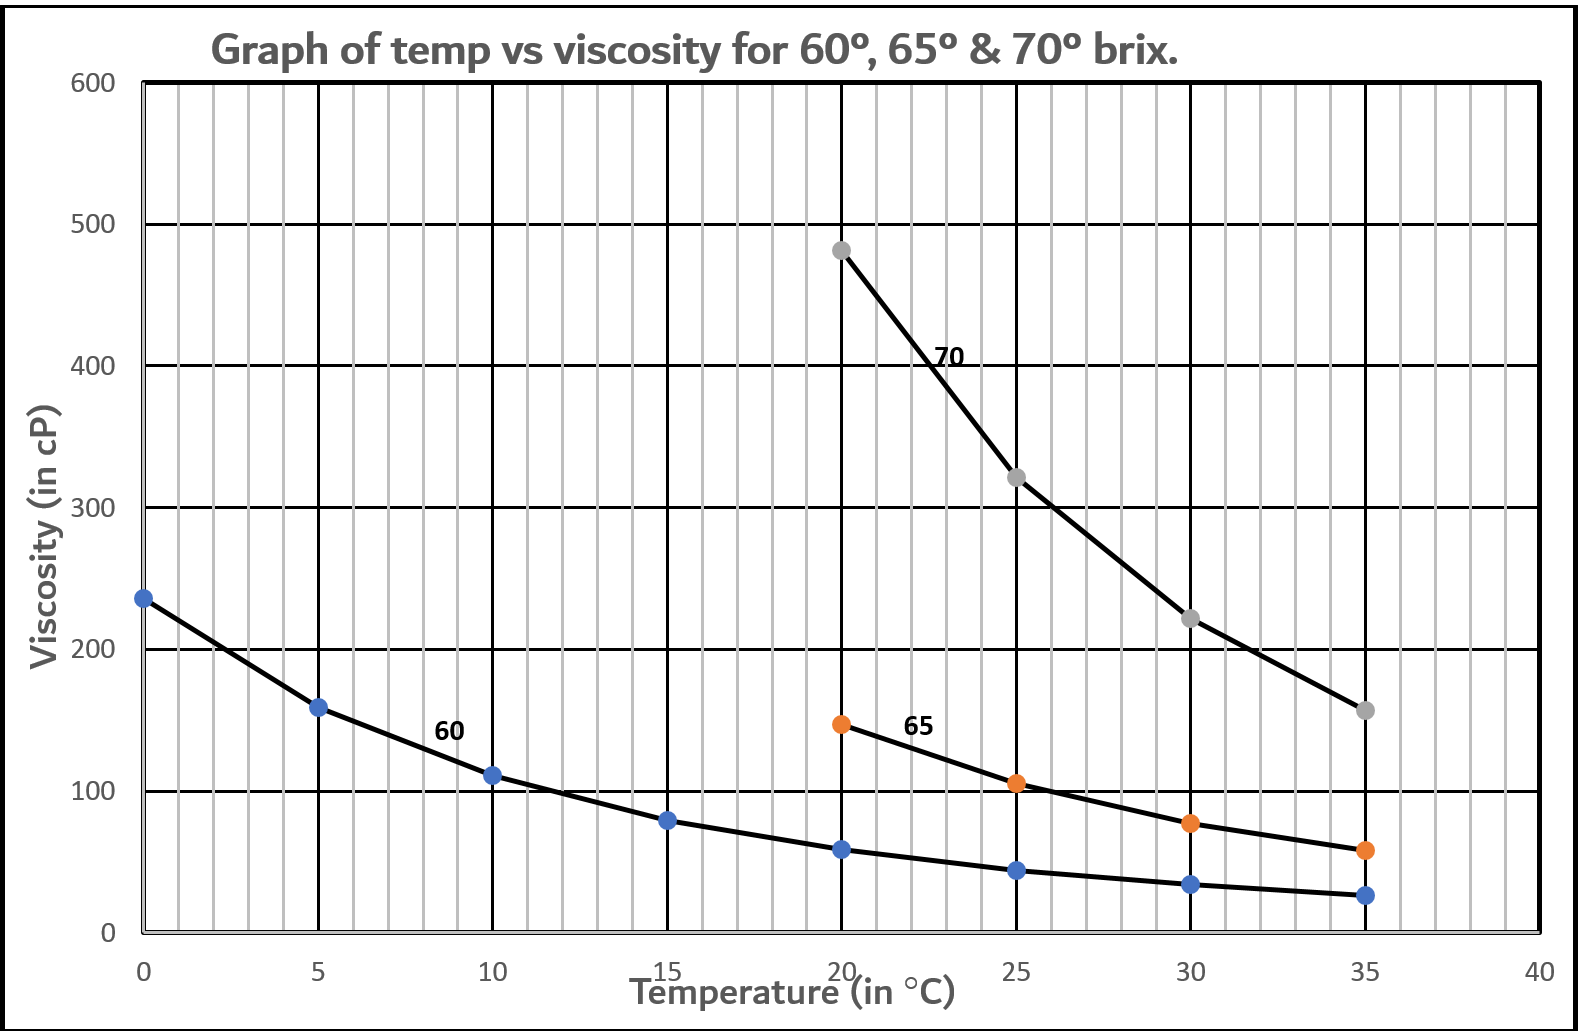 Graph of temp vs viscosity for 60º, 65º & 70º brix.
600
500
400
300
200
100
0
Viscosity (in cP)
70
65
60
0 5 10 15 20 25 30 35 40
Temperature (in °C)